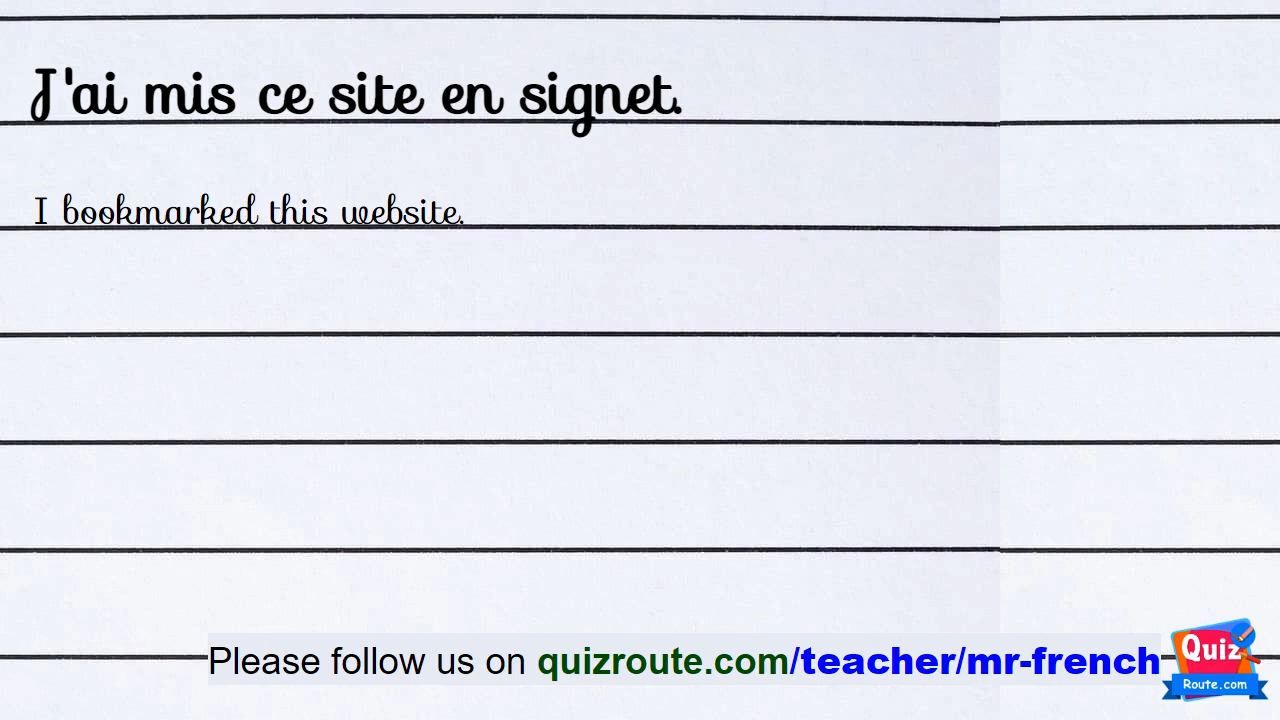 J'ai mis ce site en signet.
I bookmarked this website.
Please follow us on quizroute.com/teacher/mr-french
Quiz
Route.com